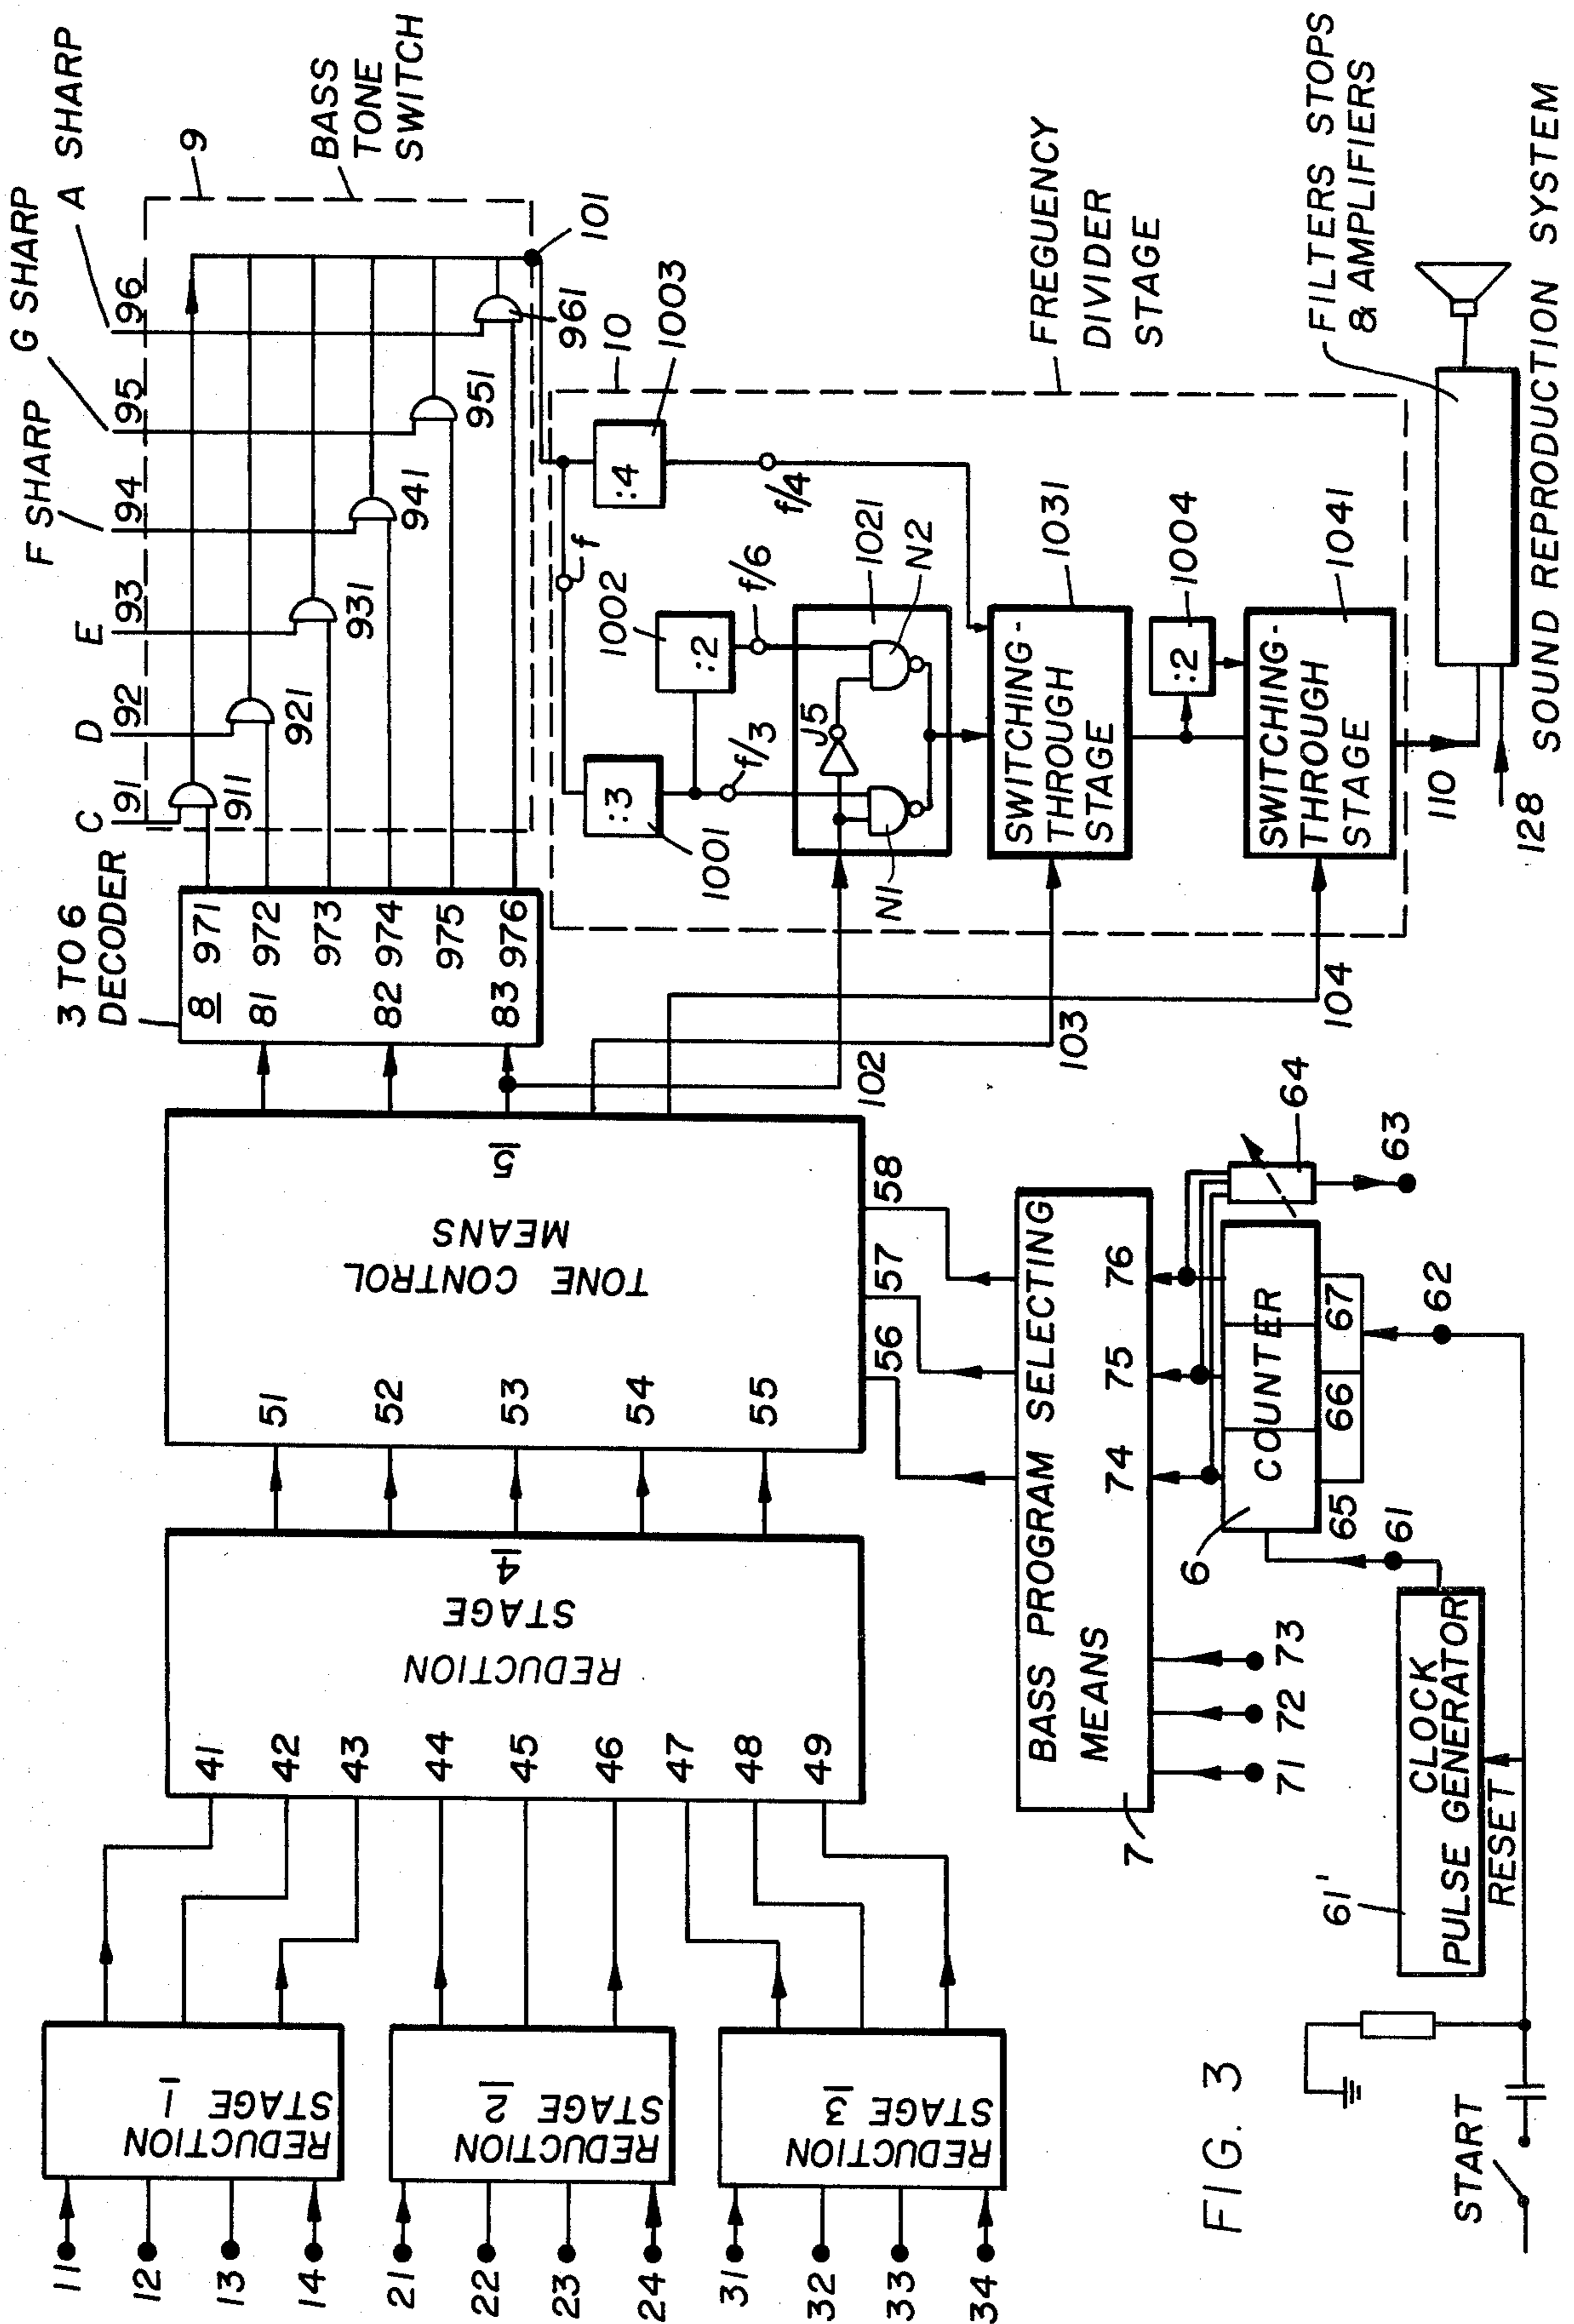 F SHARP
G SHARP
A SHARP
C
D
E
91
92
93
94
95
96
9
BASS
TONE
SWITCH
3 TO 6
DECODER
8
971
81
972
973
82
974
975
83
976
911
921
931
941
951
961
101
10
FREGUENCY
DIVIDER
STAGE
:3
1001
:2
1002
:4
1003
f
f/3
f/6
f/4
J5
1021
N1
N2
SWITCHING-
THROUGH
STAGE
1031
:2
1004
SWITCHING-
THROUGH
STAGE
1041
102
103
104
110
128
FILTERS STOPS
& AMPLIFIERS
SOUND REPRODUCTION SYSTEM
TONE CONTROL
MEANS
5
51
52
53
54
55
56
57
58
REDUCTION
STAGE
4
41
42
43
44
45
46
47
48
49
REDUCTION
STAGE 1
REDUCTION
STAGE 2
REDUCTION
STAGE 3
11
12
13
14
21
22
23
24
31
32
33
34
BASS PROGRAM SELECTING
MEANS
7
71
72
73
74
75
76
COUNTER
6
65
66
67
61
62
63
64
CLOCK
PULSE GENERATOR
61'
RESET
START
FIG. 3